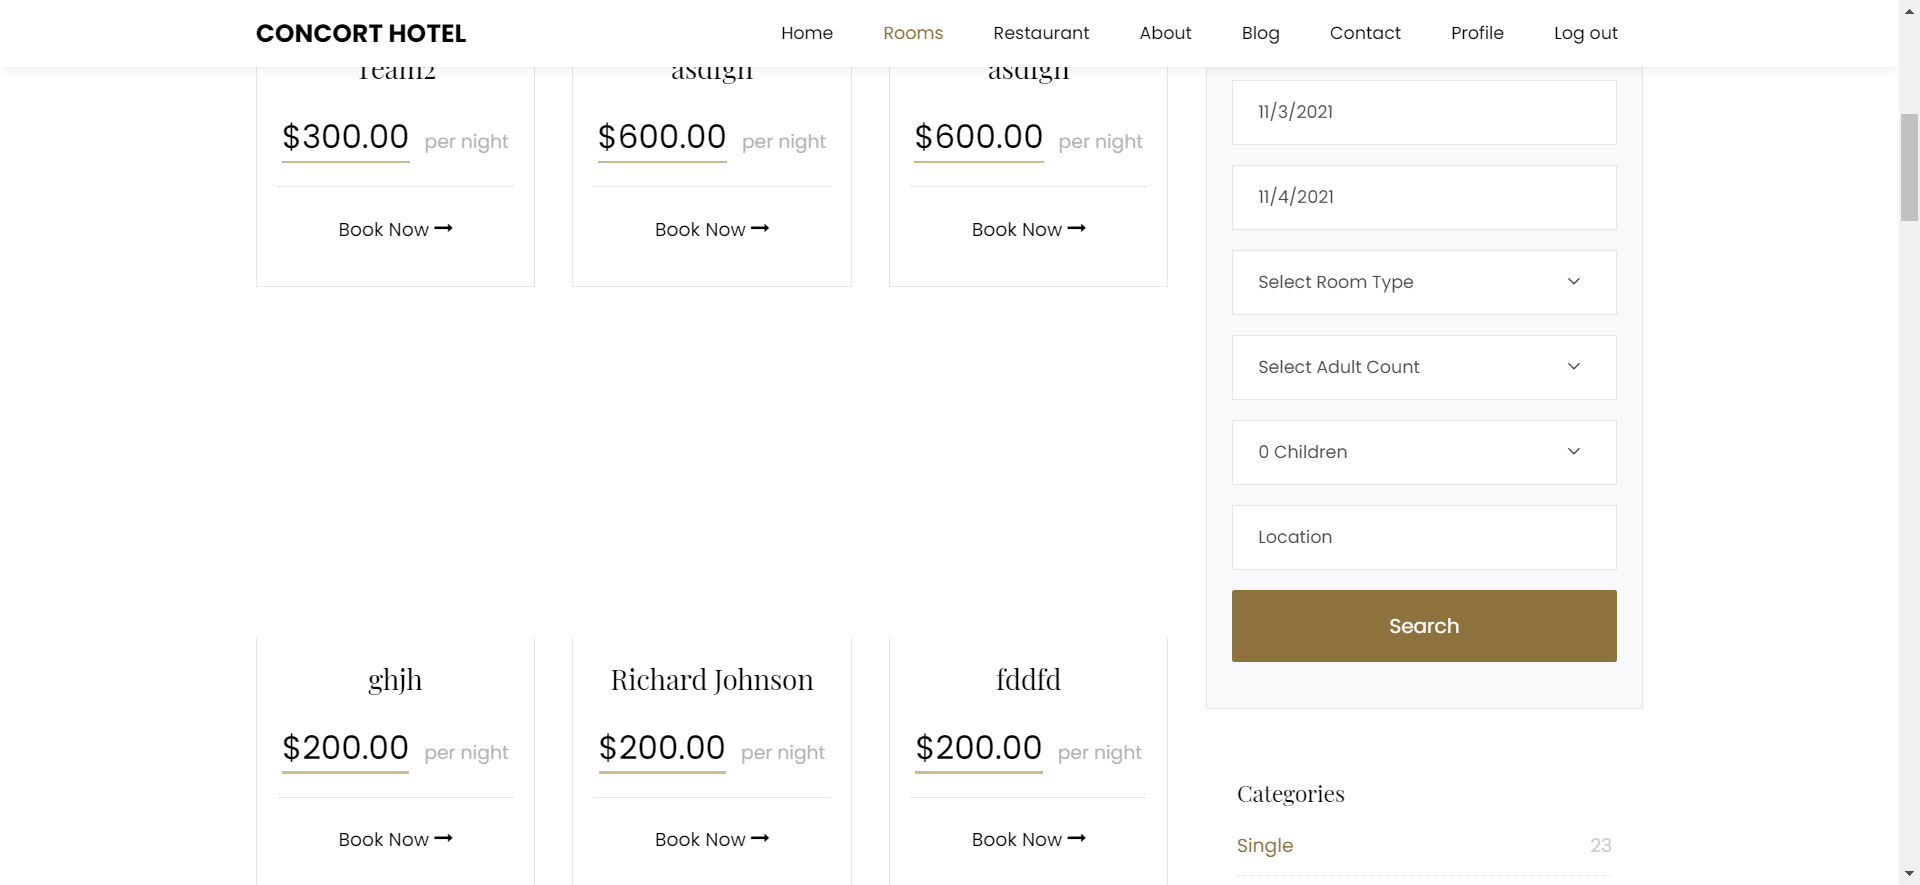 CONCORT HOTEL
Home Rooms Restaurant About Blog Contact Profile Log out
Team2 asdfgh asdfgh
$300.00 per night $600.00 per night $600.00 per night
Book Now Book Now Book Now
11/3/2021
11/4/2021
Select Room Type
Select Adult Count
0 Children
Location
Search
ghjh Richard Johnson fddfd
$200.00 per night $200.00 per night $200.00 per night
Book Now Book Now Book Now
Categories
Single 23